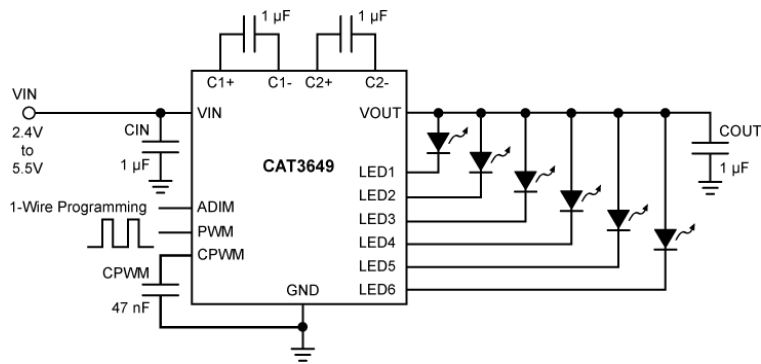 1 µF
1 µF
C1+
C1-
C2+
C2-
VIN
2.4V
to
5.5V
VIN
VOUT
CIN
1 µF
COUT
1 µF
CAT3649
LED1
LED2
LED3
LED4
LED5
LED6
1-Wire Programming
ADIM
PWM
CPWM
CPWM
47 nF
GND